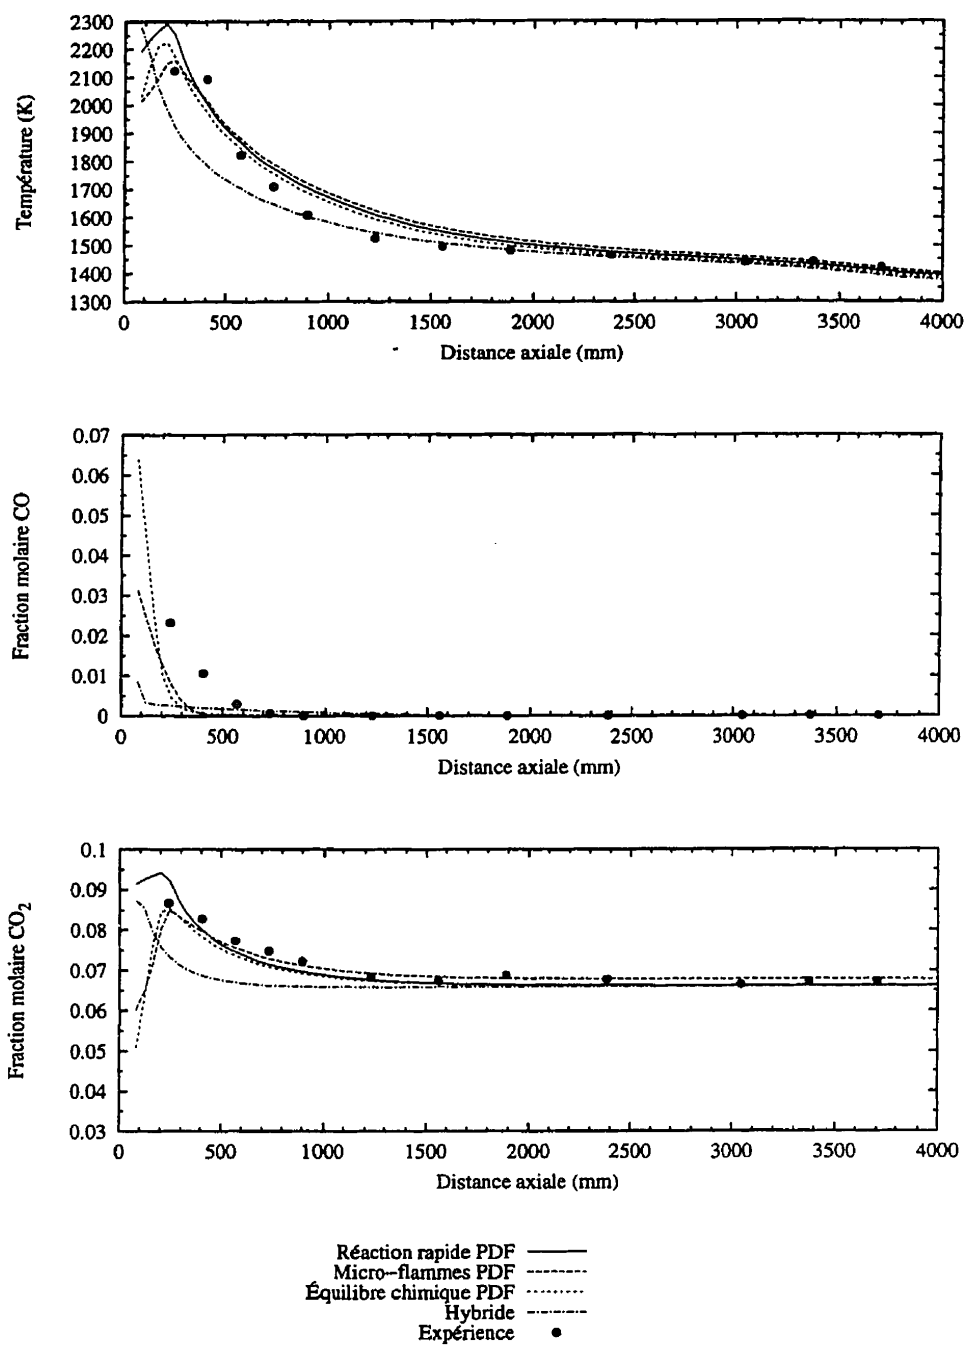 2300
2200
2100
2000
1900
1800
1700
1600
1500
1400
1300
Température (K)
0 500 1000 1500 2000 2500 3000 3500 4000
Distance axiale (mm)
0.07
0.06
0.05
0.04
0.03
0.02
0.01
0
Fraction molaire CO
0 500 1000 1500 2000 2500 3000 3500 4000
Distance axiale (mm)
0.1
0.09
0.08
0.07
0.06
0.05
0.04
0.03
Fraction molaire CO2
0 500 1000 1500 2000 2500 3000 3500 4000
Distance axiale (mm)
Réaction rapide PDF
Micro-flammes PDF
Équilibre chimique PDF
Hybride
Expérience